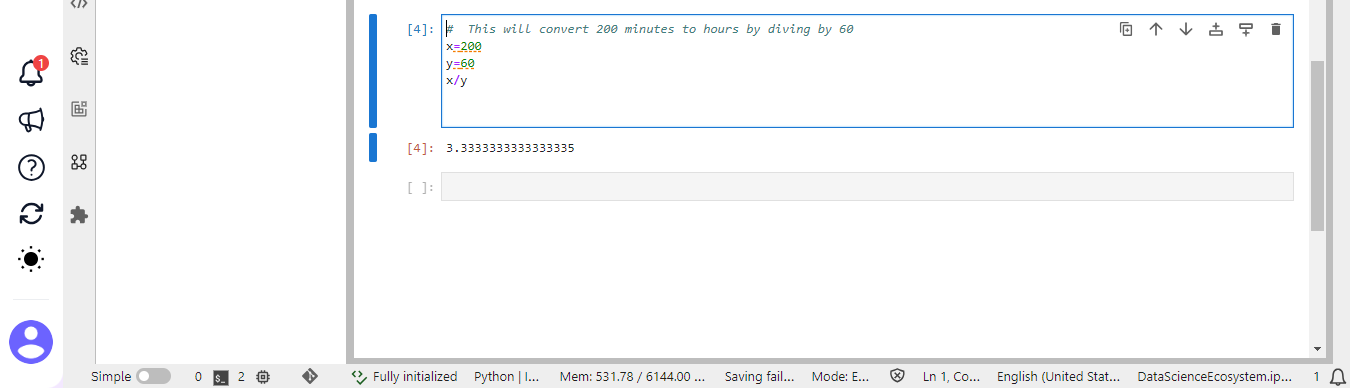 [4]: #  This will convert 200 minutes to hours by diving by 60
x=200
y=60
x/y
[4]: 3.3333333333333335
[ ]:
1
Simple 0 2 Fully initialized Python | I... Mem: 531.78 / 6144.00 ... Saving fail... Mode: E... Ln 1, Co... English (United Stat... DataScienceEcosystem.ip... 1